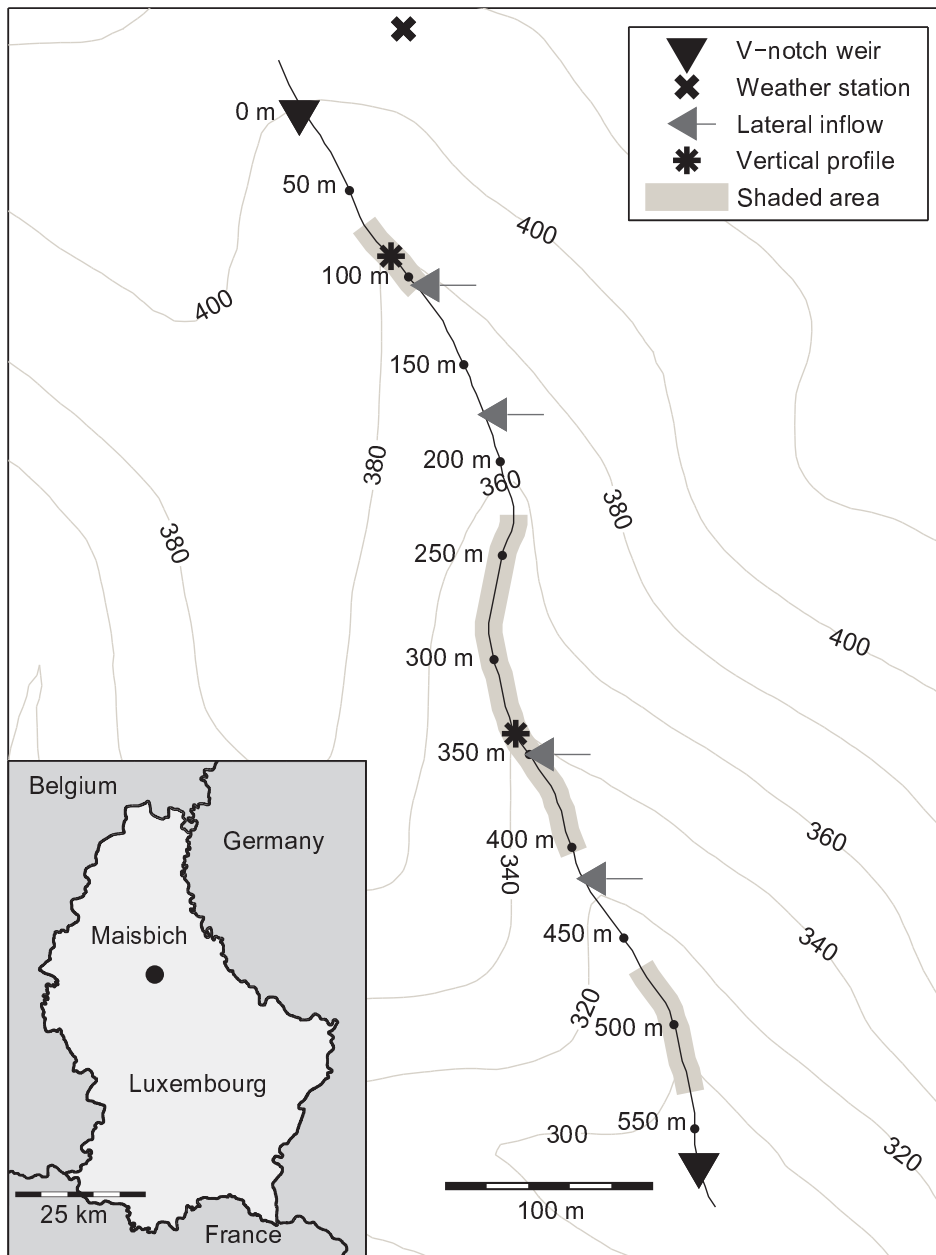 V−notch weir
Weather station
Lateral inflow
Vertical profile
Shaded area
0 m
50 m
400
100 m
400
150 m
380
200 m
360
380
380
250 m
400
300 m
350 m
360
400 m
340
340
450 m
320
500 m
550 m
300
320
100 m
Belgium
Germany
Maisbich
Luxembourg
25 km
France